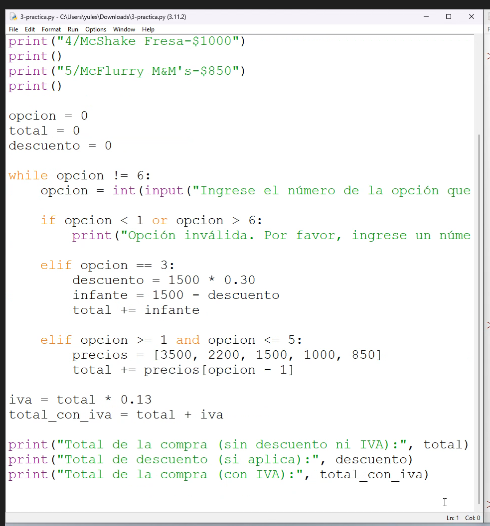 3-practica.py - C:\Users\yules\Downloads\3-practica.py (3.11.2)
File Edit Format Run Options Window Help
print("4/McShake Fresa-$1000")
print()
print("5/McFlurry M&M's-$850")
print()
opcion = 0
total = 0
descuento = 0
while opcion != 6:
    opcion = int(input("Ingrese el número de la opción que
    if opcion < 1 or opcion > 6:
        print("Opción inválida. Por favor, ingrese un núme
    elif opcion == 3:
        descuento = 1500 * 0.30
        infante = 1500 - descuento
        total += infante
    elif opcion >= 1 and opcion <= 5:
        precios = [3500, 2200, 1500, 1000, 850]
        total += precios[opcion - 1]
iva = total * 0.13
total_con_iva = total + iva
print("Total de la compra (sin descuento ni IVA):", total)
print("Total de descuento (si aplica):", descuento)
print("Total de la compra (con IVA):", total_con_iva)
Ln: 1 Col: 0